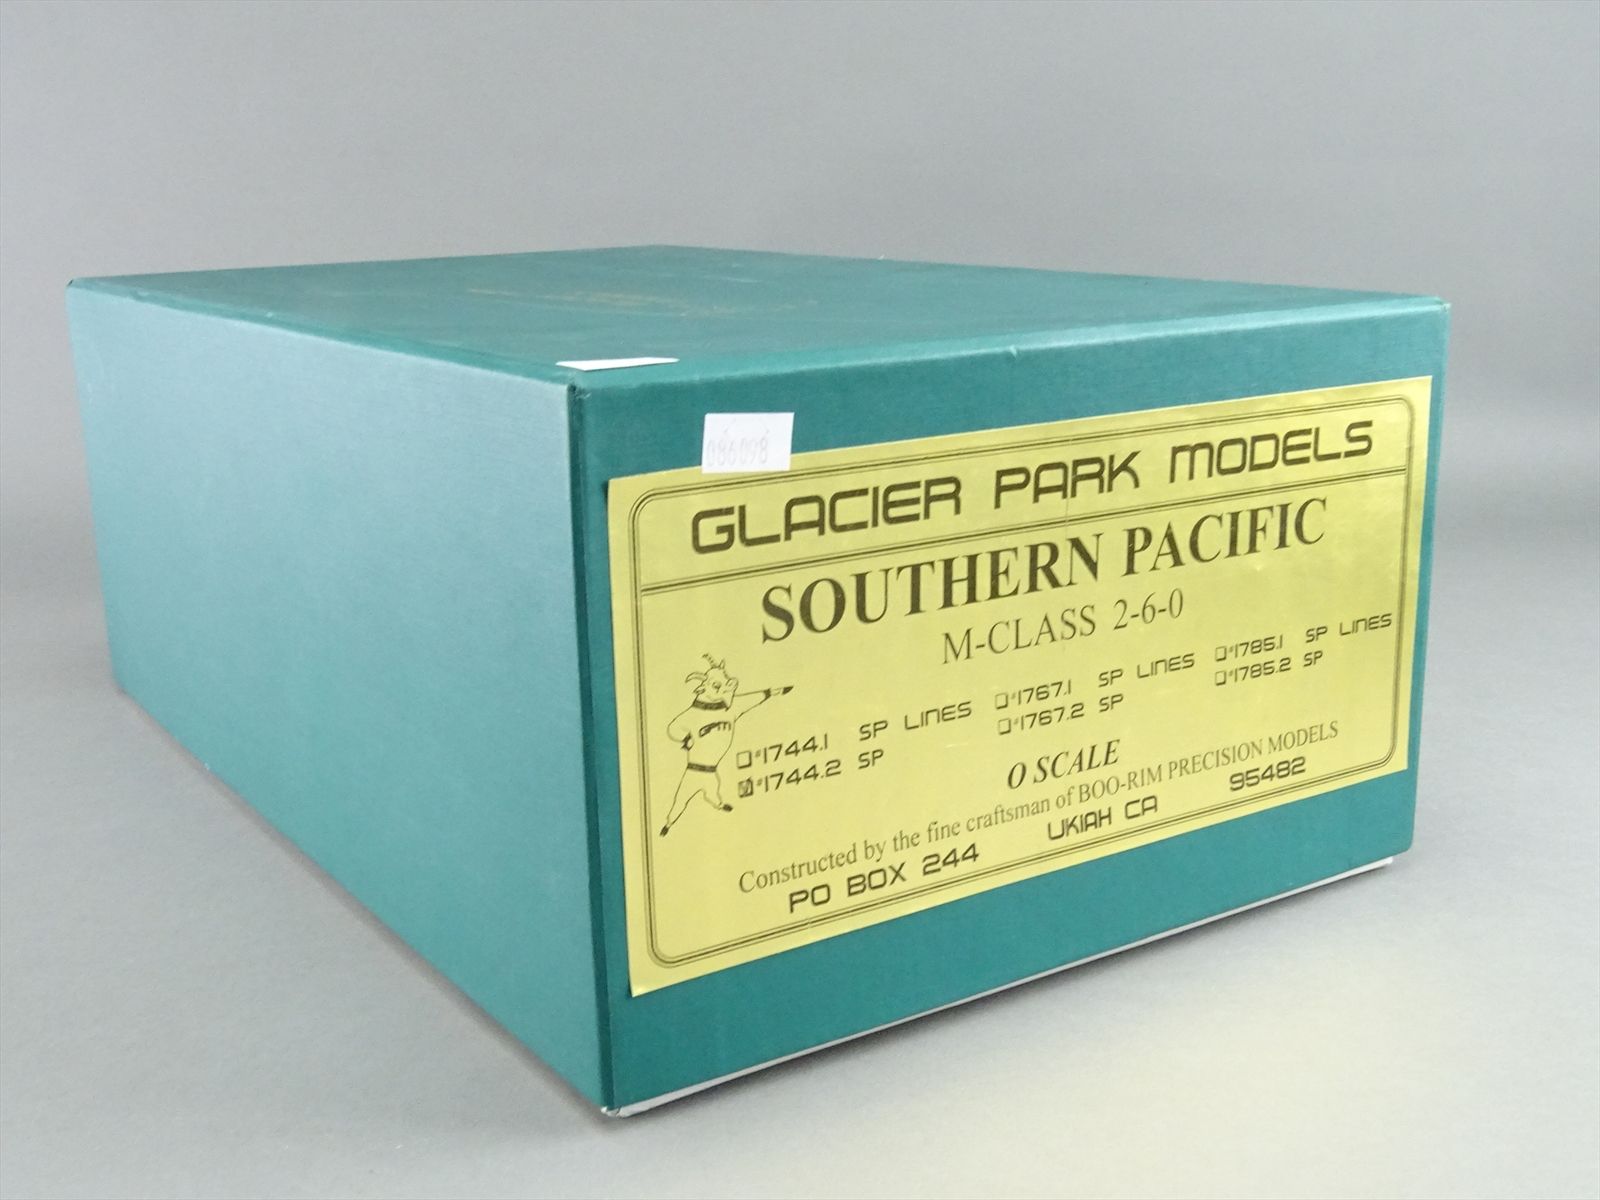 086098
GLACIER PARK MODELS
SOUTHERN PACIFIC
M-CLASS 2-6-0
GPM
#1744.1 SP LINES #1767.1 SP LINES #1785.1 SP LINES
#1744.2 SP #1767.2 SP #1785.2 SP
O SCALE
Constructed by the fine craftsman of BOO-RIM PRECISION MODELS
PO BOX 244 UKIAH CA 95482